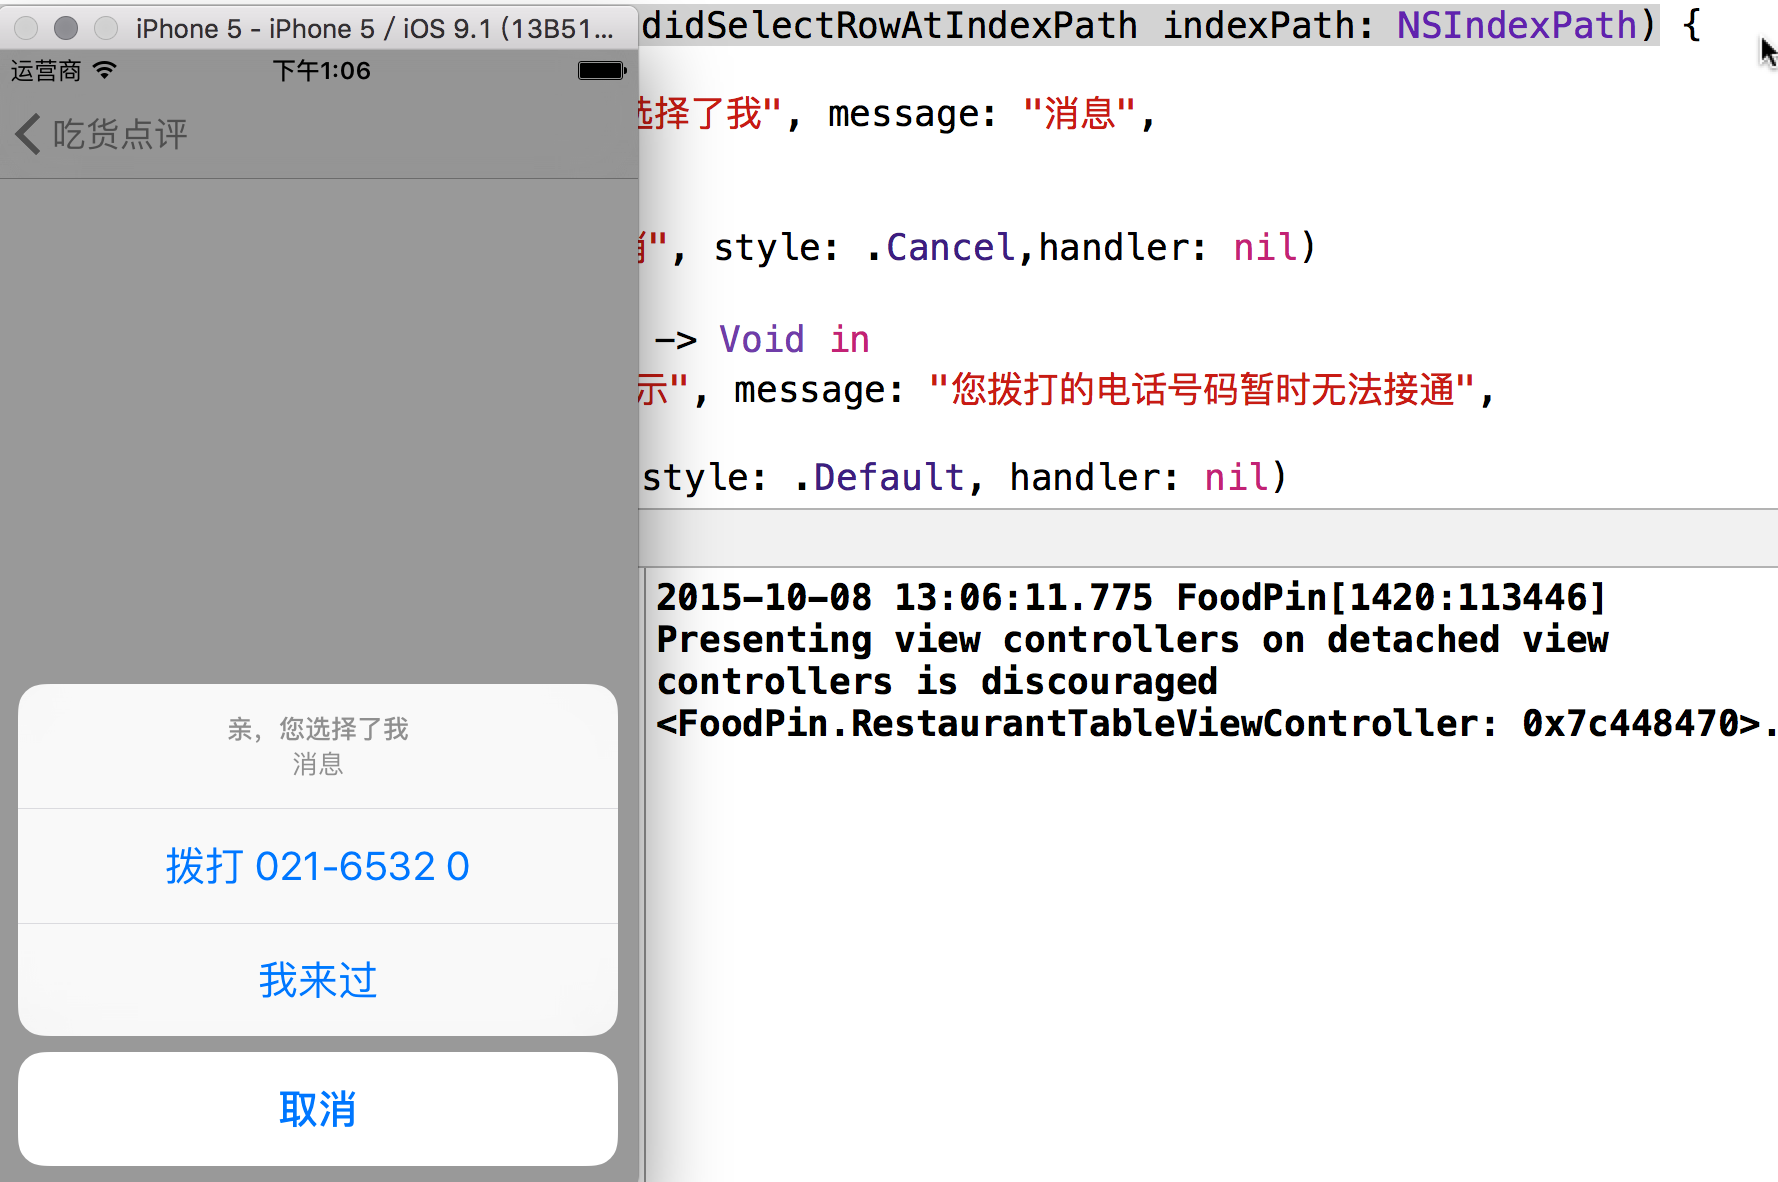 iPhone 5 - iPhone 5 / iOS 9.1 (13B51...
运营商 下午1:06
吃货点评
亲，您选择了我
消息
拨打 021-6532 0
我来过
取消
didSelectRowAtIndexPath indexPath: NSIndexPath) {
选择了我", message: "消息",
消", style: .Cancel,handler: nil)
-> Void in
示", message: "您拨打的电话号码暂时无法接通",
style: .Default, handler: nil)
2015-10-08 13:06:11.775 FoodPin[1420:113446]
Presenting view controllers on detached view
controllers is discouraged
<FoodPin.RestaurantTableViewController: 0x7c448470>.